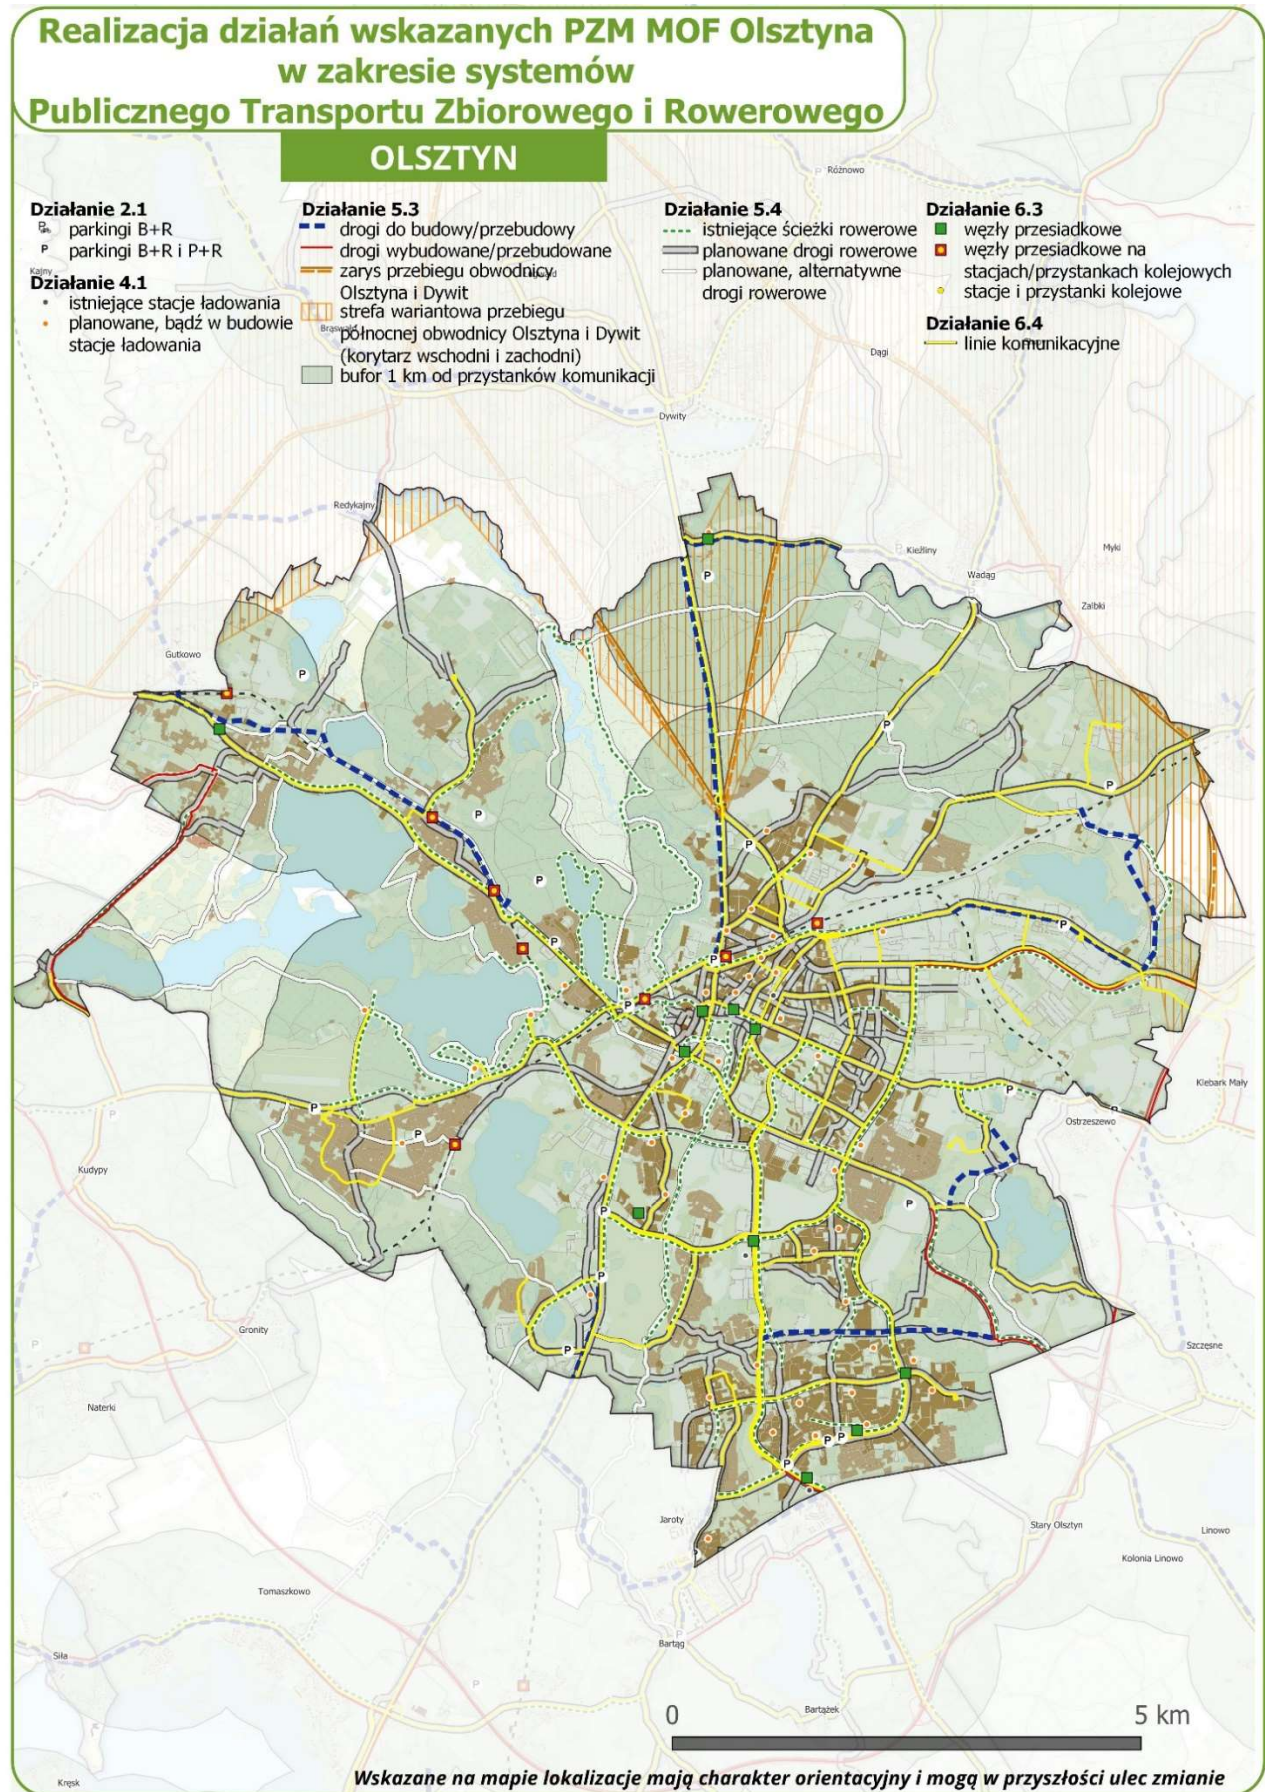 Realizacja działań wskazanych PZM MOF Olsztyna
w zakresie systemów
Publicznego Transportu Zbiorowego i Rowerowego
OLSZTYN
Działanie 2.1
parkingi B+R
P parkingi B+R i P+R
Kajny
Działanie 4.1
istniejące stacje ładowania
planowane, bądź w budowie
stacje ładowania
Działanie 5.3
drogi do budowy/przebudowy
drogi wybudowane/przebudowane
zarys przebiegu obwodnicy
Olsztyna i Dywit
strefa wariantowa przebiegu
północnej obwodnicy Olsztyna i Dywit
(korytarz wschodni i zachodni)
bufor 1 km od przystanków komunikacji
Działanie 5.4
istniejące ścieżki rowerowe
planowane drogi rowerowe
planowane, alternatywne
drogi rowerowe
Działanie 6.3
węzły przesiadkowe
węzły przesiadkowe na
stacjach/przystankach kolejowych
stacje i przystanki kolejowe
Działanie 6.4
linie komunikacyjne
Różnowo
Brąswałd
Dągi
Dywity
Redykajny
Kieźliny
Myki
Wadąg
Zalbki
Gutkowo
Klebark Mały
Ostrzeszewo
Kudypy
Gronity
Szczęsne
Naterki
Jaroty
Stary Olsztyn
Linowo
Kolonia Linowo
Tomaszkowo
Bartąg
Siła
Bartążek
0 5 km
Kręsk
Wskazane na mapie lokalizacje mają charakter orientacyjny i mogą w przyszłości ulec zmianie